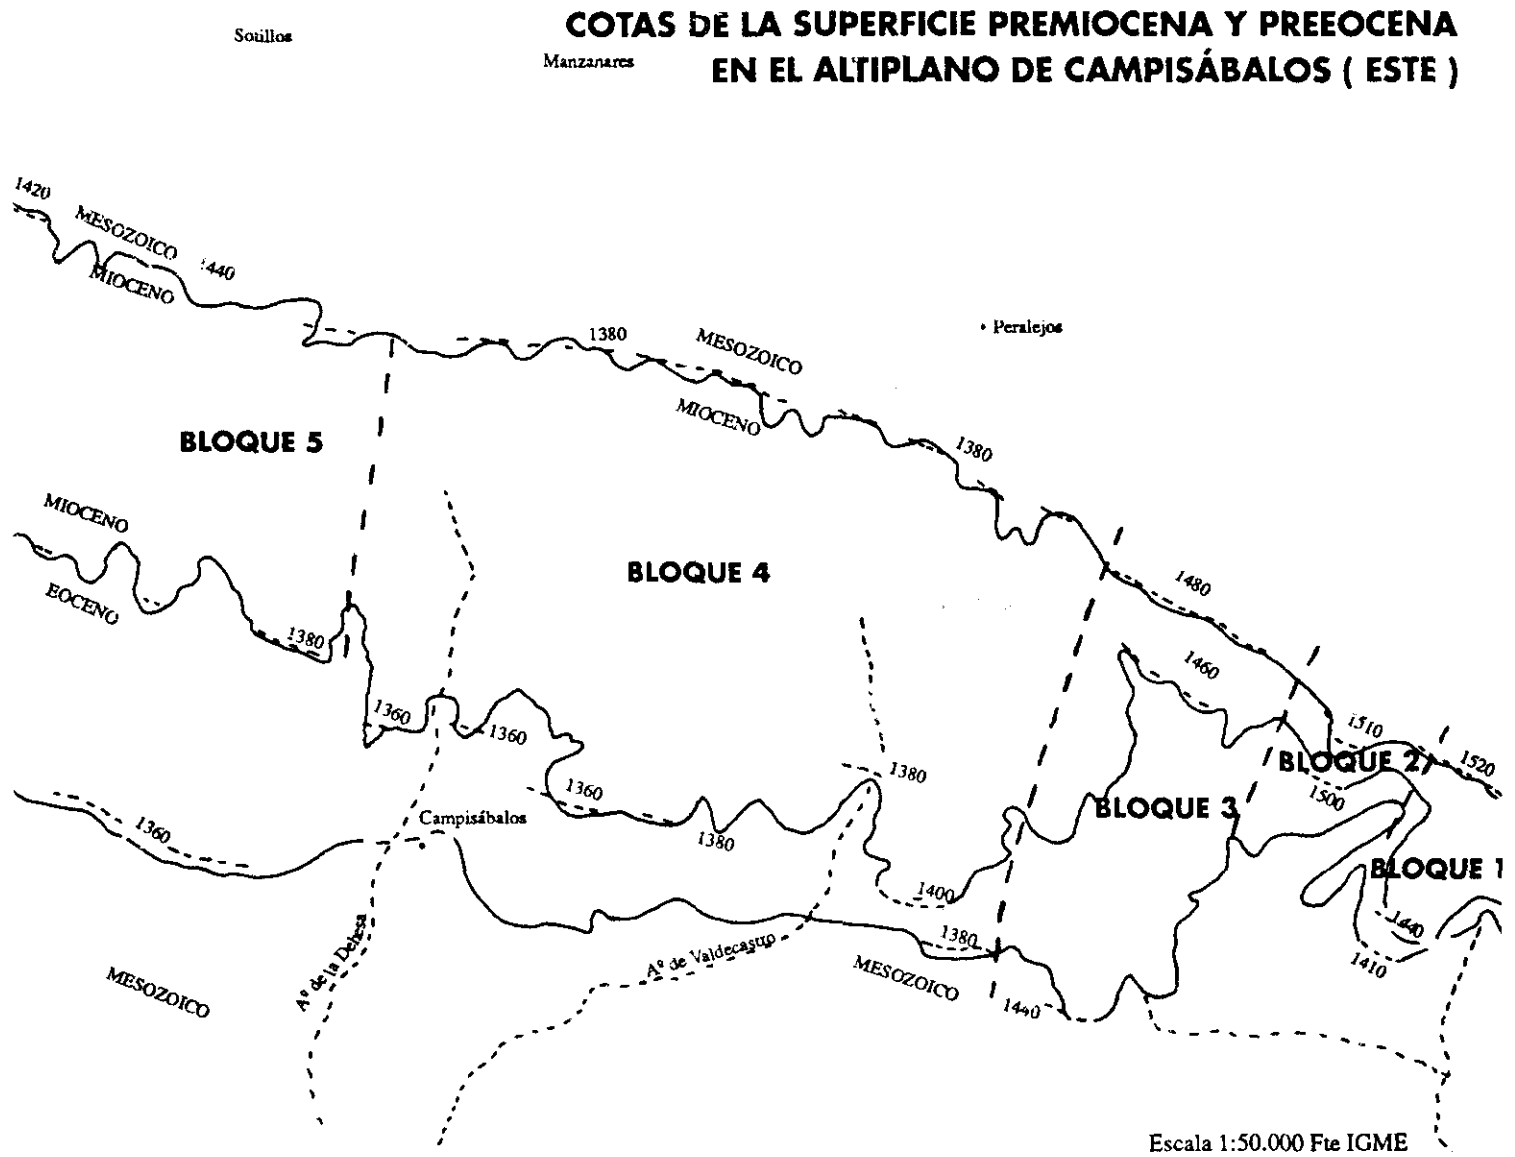 COTAS DE LA SUPERFICIE PREMIOCENA Y PREEOCENA
EN EL ALTIPLANO DE CAMPISÁBALOS ( ESTE )
Sotillos
Manzanares
1420
MESOZOICO
1440
MIOCENO
Peralejos
1380
MESOZOICO
MIOCENO
BLOQUE 5
1380
MIOCENO
BLOQUE 4
1480
EOCENO
1380
1460
1360
1360
1510
BLOQUE 2
1520
1380
1360
1500
BLOQUE 3
Campisábalos
1360
1380
BLOQUE 1
1400
1440
Aº de la Dehesa
1380
Aº de Valdecastro
1410
MESOZOICO
MESOZOICO
1440
Escala 1:50.000 Fte IGME